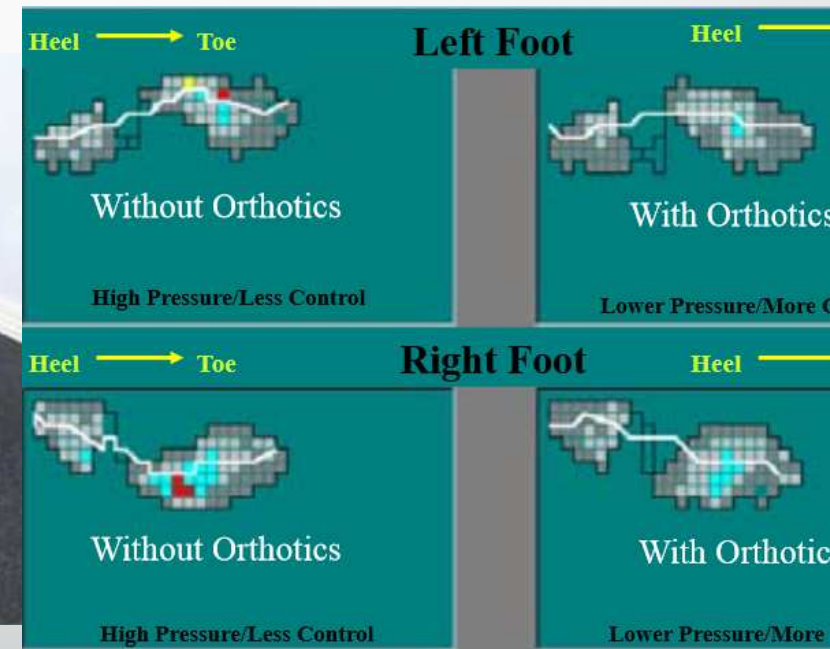 Heel Toe Left Foot Heel
Without Orthotics With Orthotics
High Pressure/Less Control Lower Pressure/More
Heel Toe Right Foot Heel
Without Orthotics With
High Pressure/Less Control Lower Pressure/More